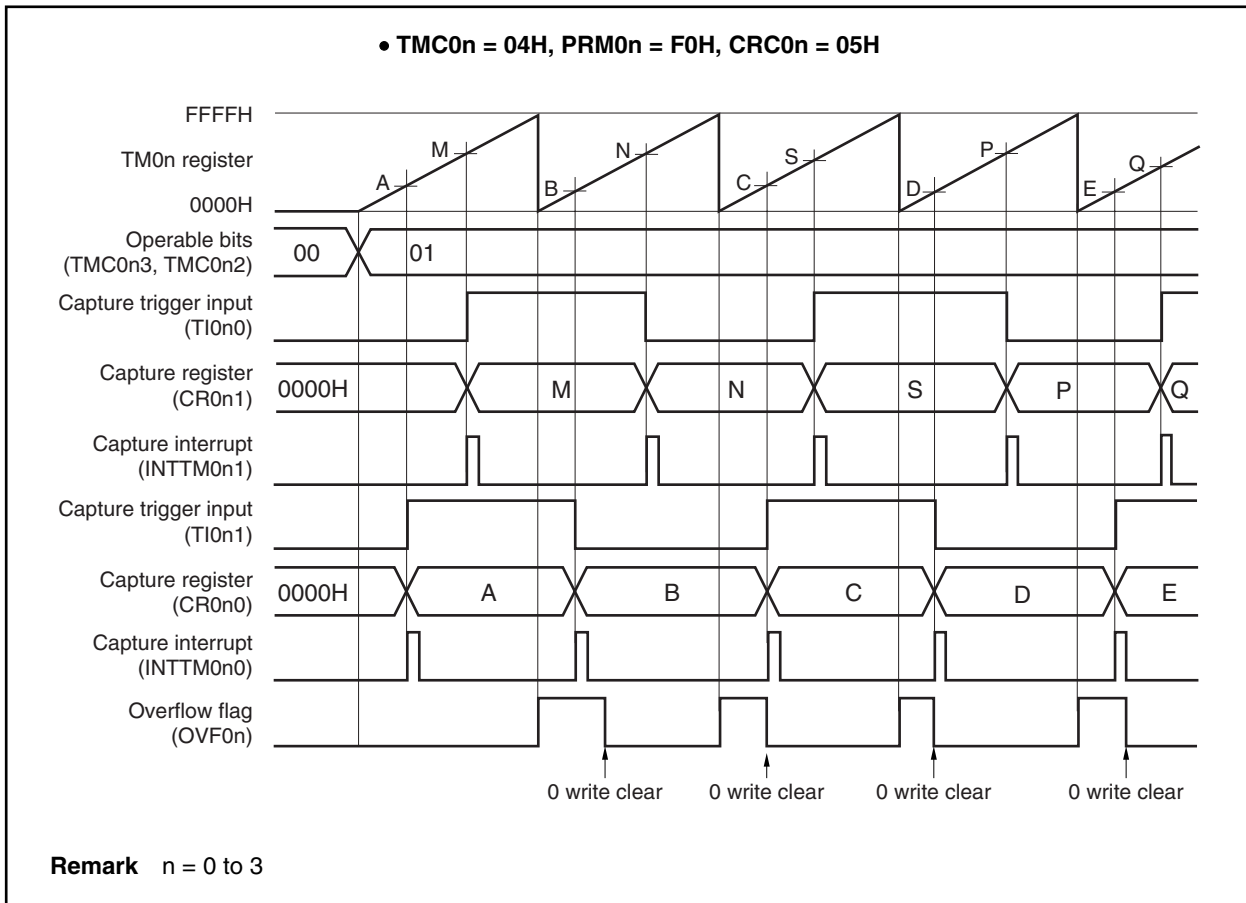 • TMC0n = 04H, PRM0n = F0H, CRC0n = 05H
FFFFH
TM0n register
0000H
A M B N C S D P E Q
Operable bits
(TMC0n3, TMC0n2)
00 01
Capture trigger input
(TI0n0)
Capture register
(CR0n1)
0000H M N S P Q
Capture interrupt
(INTTM0n1)
Capture trigger input
(TI0n1)
Capture register
(CR0n0)
0000H A B C D E
Capture interrupt
(INTTM0n0)
Overflow flag
(OVF0n)
0 write clear 0 write clear 0 write clear 0 write clear
Remark n = 0 to 3